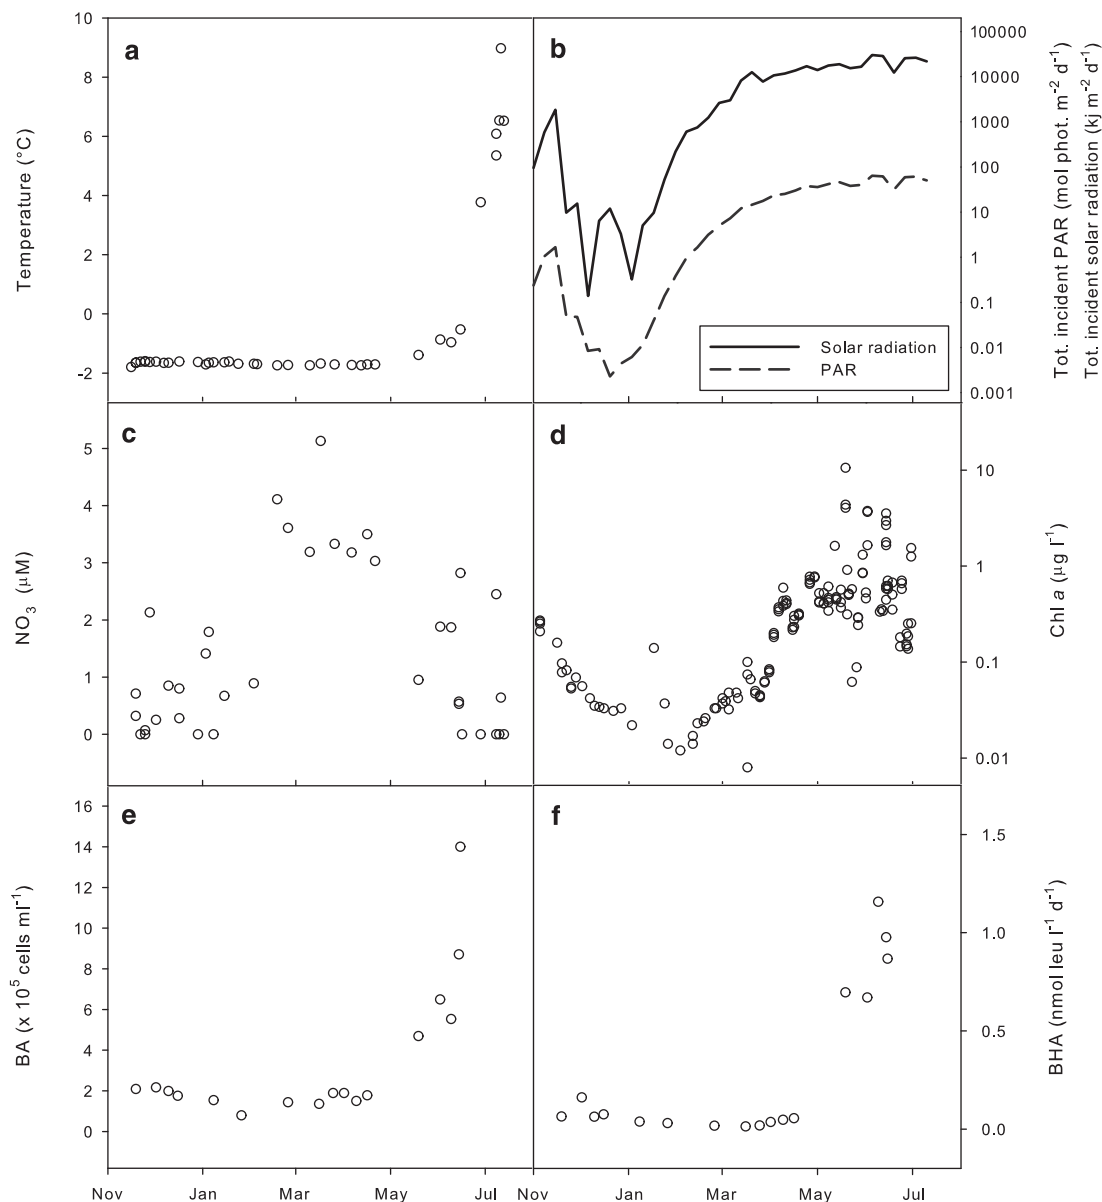 a
10
8
6
4
2
0
-2
Temperature (°C)
b
100000
10000
1000
100
10
1
0.1
0.01
0.001
Tot. incident PAR (mol phot. m⁻² d⁻¹)
Tot. incident solar radiation (kj m⁻² d⁻¹)
Solar radiation
PAR
c
5
4
3
2
1
0
NO₃ (μM)
d
10
1
0.1
0.01
Chl a (μg l⁻¹)
e
16
14
12
10
8
6
4
2
0
BA (x 10⁵ cells ml⁻¹)
Nov Jan Mar May Jul
f
1.5
1.0
0.5
0.0
BHA (nmol leu l⁻¹ d⁻¹)
Nov Jan Mar May Jul